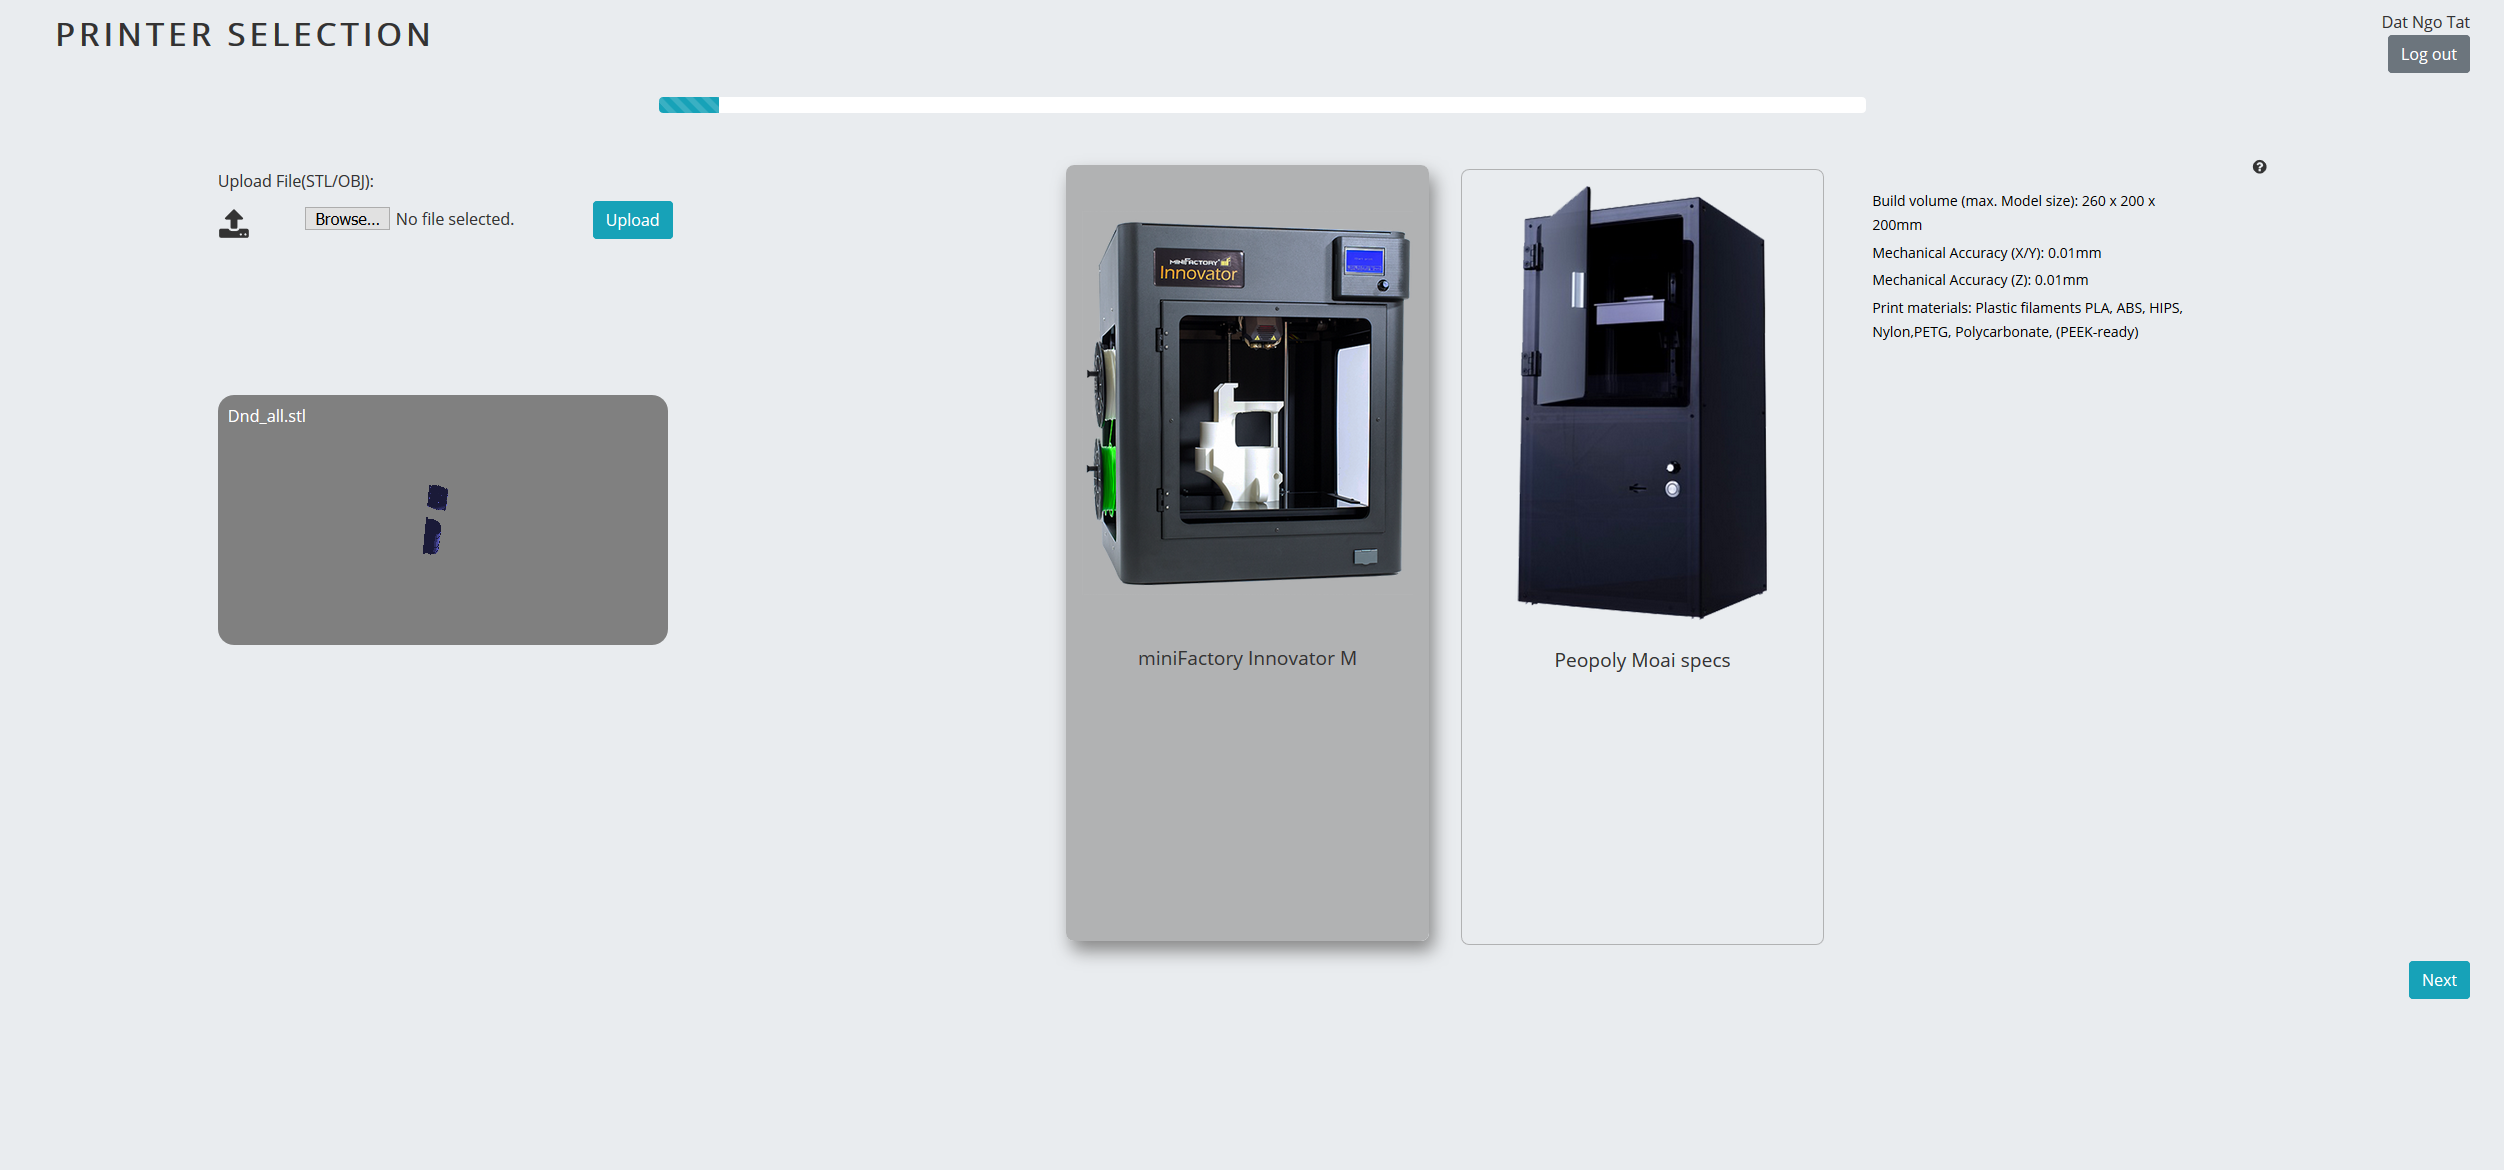 PRINTER SELECTION
Dat Ngo Tat
Log out
Upload File(STL/OBJ):
Browse...
No file selected.
Upload
Dnd_all.stl
MINIFACTORY
Innovator
miniFactory Innovator M
Peopoly Moai specs
Build volume (max. Model size): 260 x 200 x
200mm
Mechanical Accuracy (X/Y): 0.01mm
Mechanical Accuracy (Z): 0.01mm
Print materials: Plastic filaments PLA, ABS, HIPS,
Nylon,PETG, Polycarbonate, (PEEK-ready)
Next